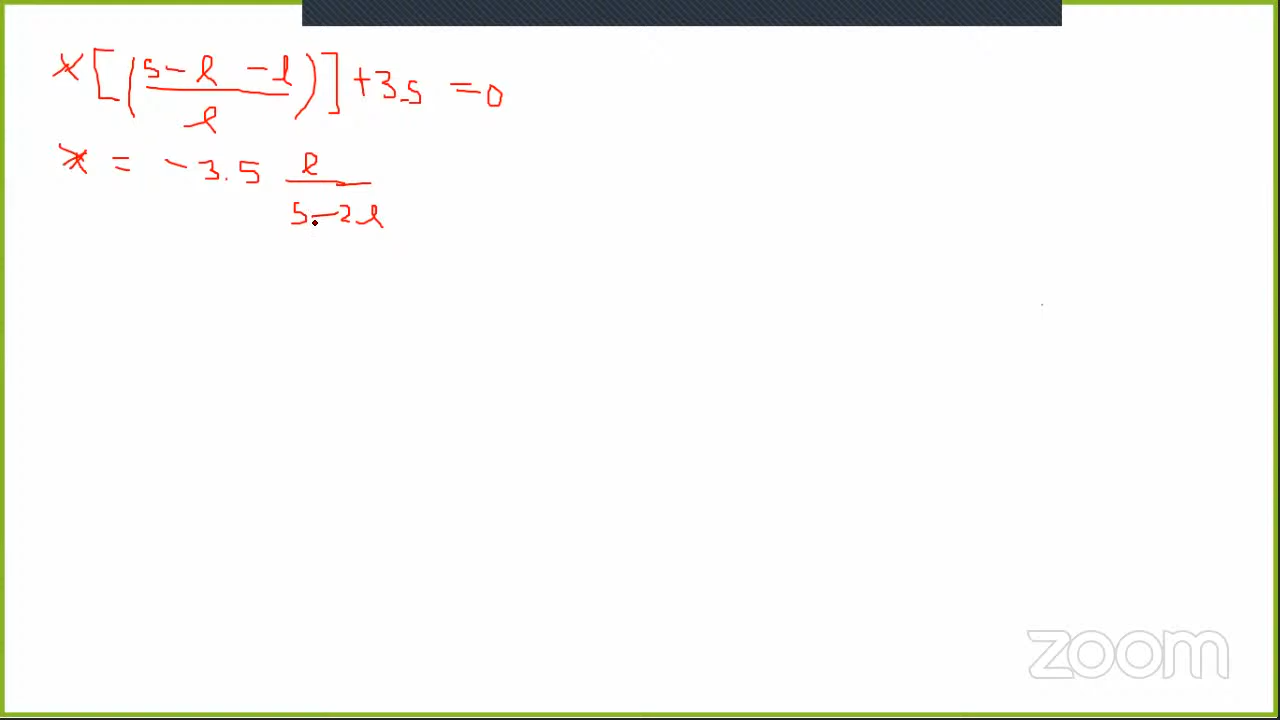 x [ ( 5 - l - l / l ) ] + 3.5 = 0
x = - 3.5 l / 5 - 2l
zoom